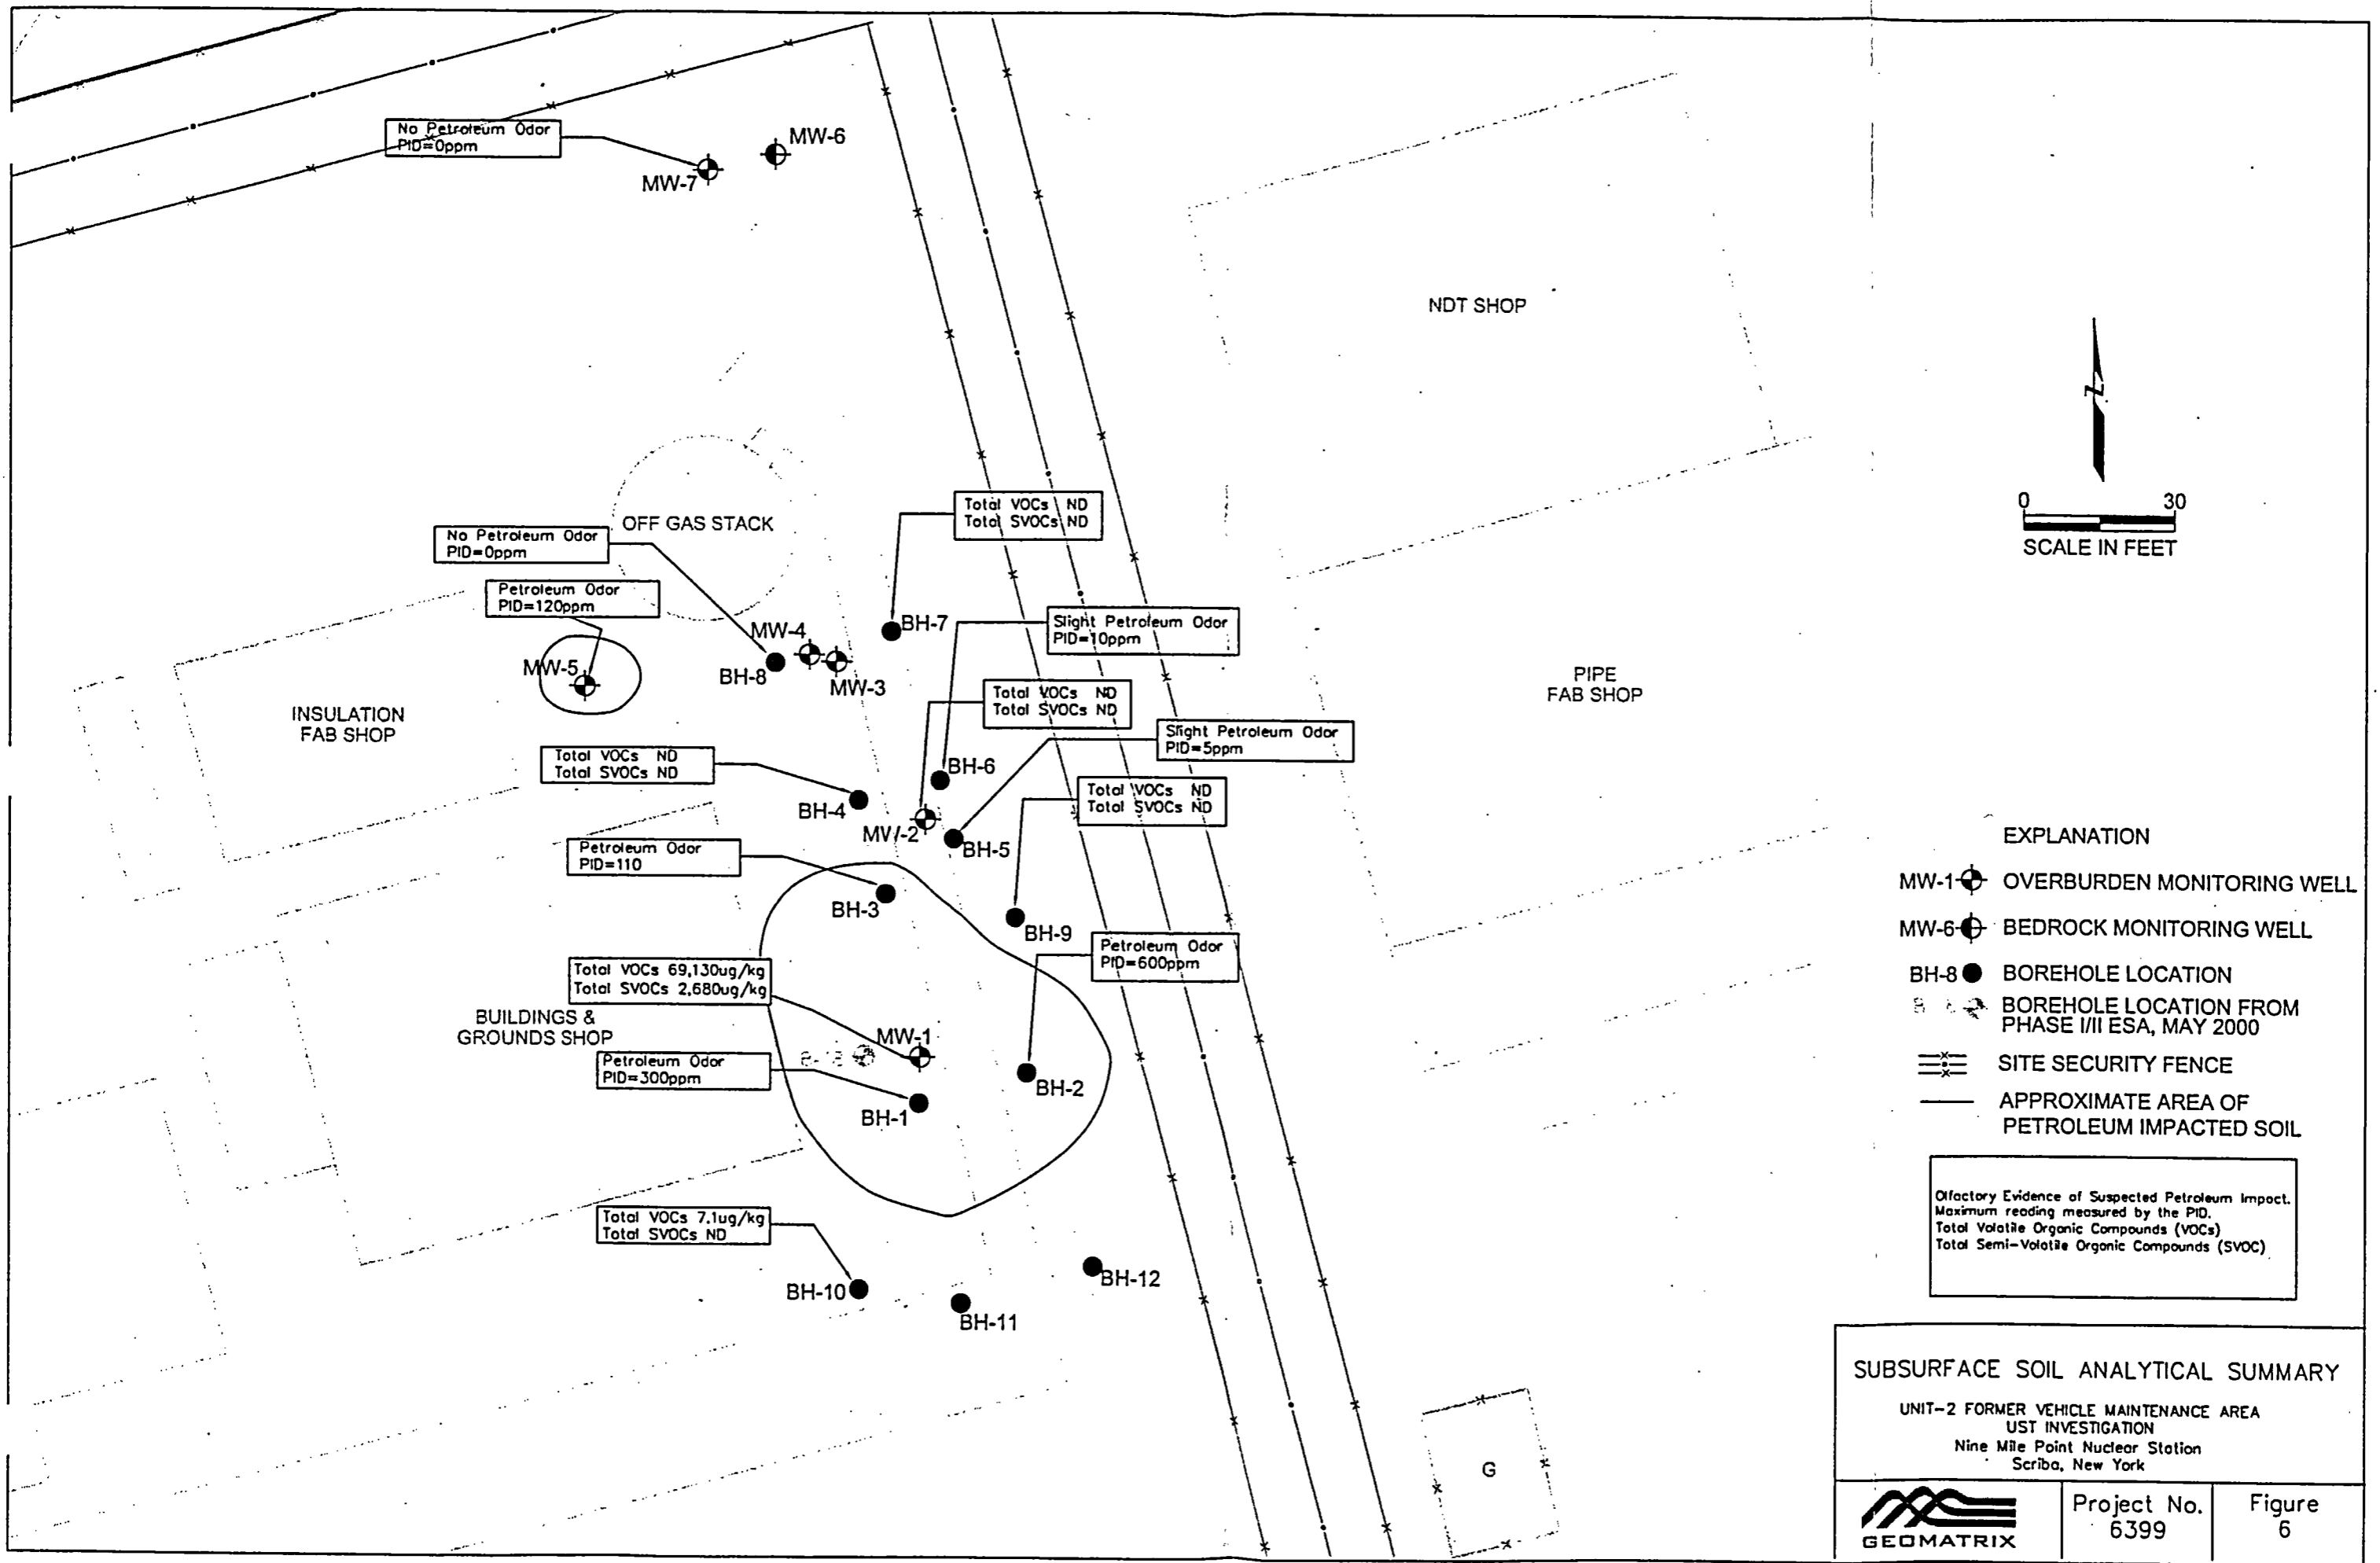 No Petroleum Odor
PID=0ppm
MW-6
MW-7
NDT SHOP
N
0 30
SCALE IN FEET
OFF GAS STACK
Total VOCs ND
Total SVOCs ND
No Petroleum Odor
PID=0ppm
Petroleum Odor
PID=120ppm
BH-7
Slight Petroleum Odor
PID=10ppm
MW-4
MW-5
BH-8
MW-3
Total VOCs ND
Total SVOCs ND
PIPE
FAB SHOP
INSULATION
FAB SHOP
Slight Petroleum Odor
PID=5ppm
Total VOCs ND
Total SVOCs ND
BH-6
Total VOCs ND
Total SVOCs ND
BH-4
MW-2
BH-5
Petroleum Odor
PID=110
BH-3
BH-9
Petroleum Odor
PID=600ppm
Total VOCs 69,130ug/kg
Total SVOCs 2,680ug/kg
BUILDINGS &
GROUNDS SHOP
MW-1
Petroleum Odor
PID=300ppm
BH-2
BH-1
Total VOCs 7.1ug/kg
Total SVOCs ND
BH-10
BH-11
BH-12
G
EXPLANATION
MW-1 OVERBURDEN MONITORING WELL
MW-6 BEDROCK MONITORING WELL
BH-8 BOREHOLE LOCATION
BOREHOLE LOCATION FROM
PHASE I/II ESA, MAY 2000
SITE SECURITY FENCE
APPROXIMATE AREA OF
PETROLEUM IMPACTED SOIL
Olfactory Evidence of Suspected Petroleum Impact.
Maximum reading measured by the PID.
Total Volatile Organic Compounds (VOCs)
Total Semi-Volatile Organic Compounds (SVOC)
SUBSURFACE SOIL ANALYTICAL SUMMARY
UNIT-2 FORMER VEHICLE MAINTENANCE AREA
UST INVESTIGATION
Nine Mile Point Nuclear Station
Scriba, New York
GEOMATRIX
Project No.
6399
Figure
6